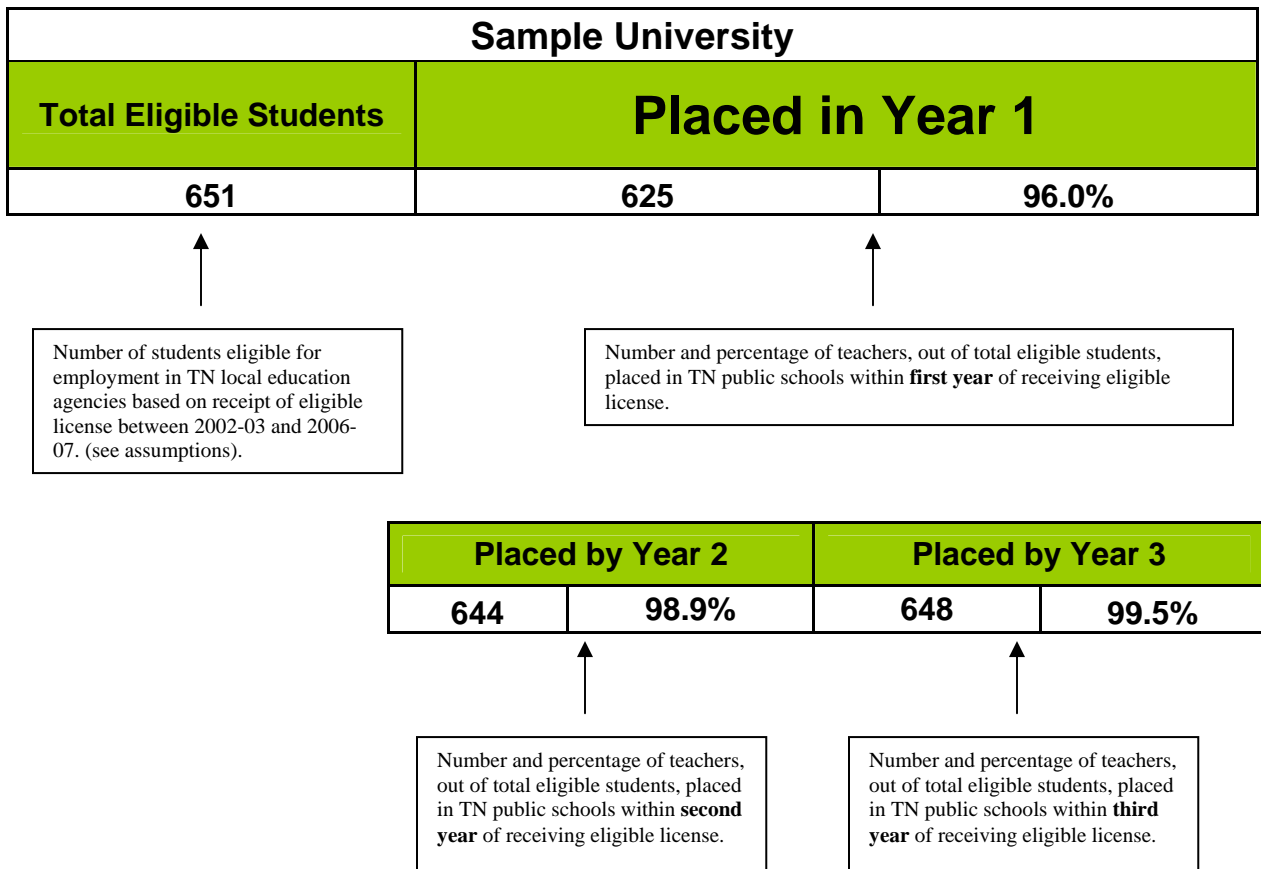 Sample University
Total Eligible Students
Placed in Year 1
651
625
96.0%
Number of students eligible for
employment in TN local education
agencies based on receipt of eligible
license between 2002-03 and 2006-
07. (see assumptions).
Number and percentage of teachers, out of total eligible students,
placed in TN public schools within first year of receiving eligible
license.
Placed by Year 2
Placed by Year 3
644
98.9%
648
99.5%
Number and percentage of teachers,
out of total eligible students, placed
in TN public schools within second
year of receiving eligible license.
Number and percentage of teachers,
out of total eligible students, placed
in TN public schools within third
year of receiving eligible license.